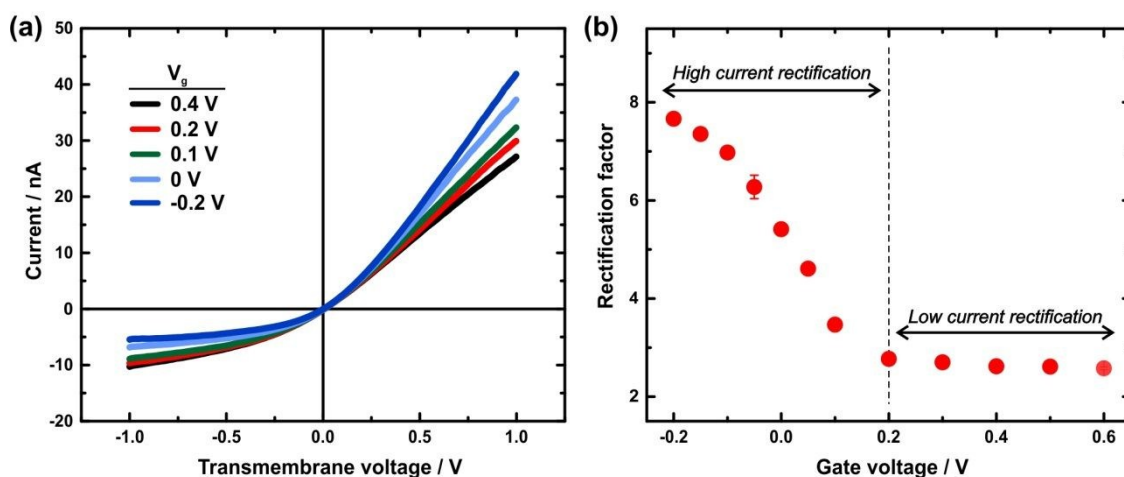 (a)
50
40
30
20
10
0
-10
-20
Current / nA
V_g
0.4 V
0.2 V
0.1 V
0 V
-0.2 V
-1.0 -0.5 0.0 0.5 1.0
Transmembrane voltage / V
(b)
8
6
4
2
Rectification factor
High current rectification
Low current rectification
-0.2 0.0 0.2 0.4 0.6
Gate voltage / V